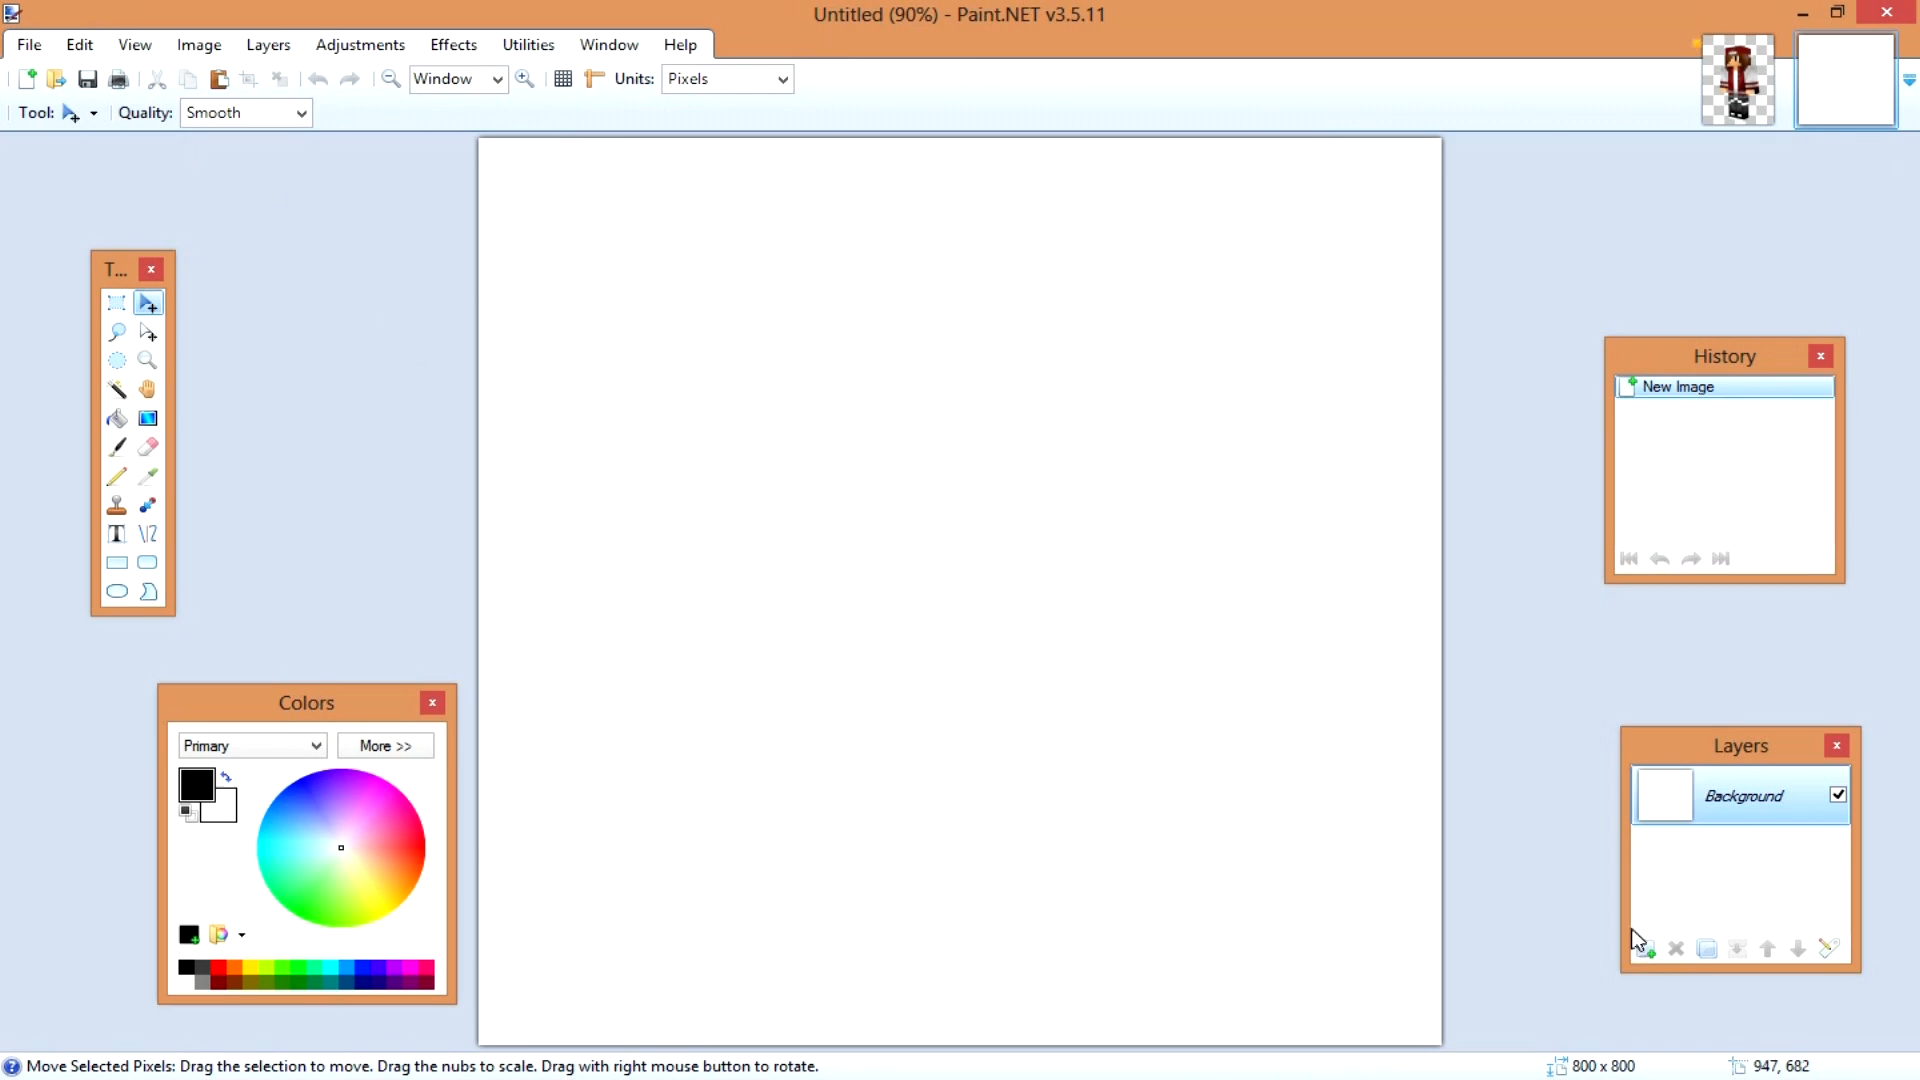 Untitled (90%) - Paint.NET v3.5.11
File Edit View Image Layers Adjustments Effects Utilities Window Help
Window Units: Pixels
Tool: Quality: Smooth
T...
History
New Image
Colors
Primary More >>
Layers
Background
Move Selected Pixels: Drag the selection to move. Drag the nubs to scale. Drag with right mouse button to rotate. 800 x 800 947, 682